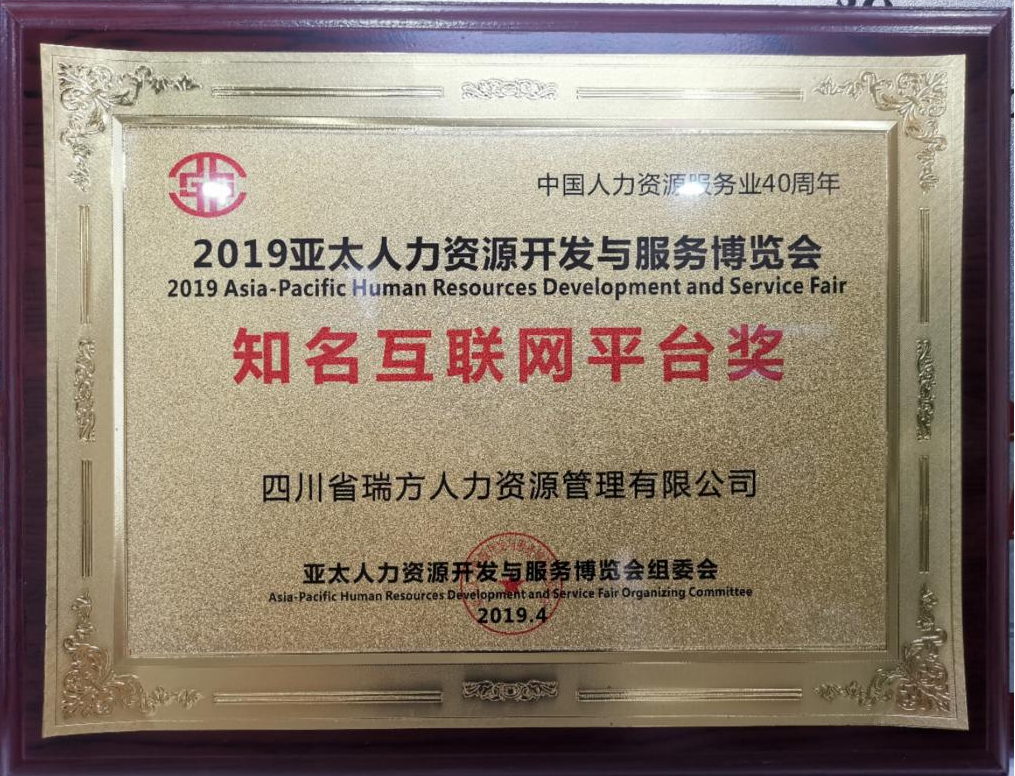 中国人力资源服务业40周年
2019亚太人力资源开发与服务博览会
2019 Asia-Pacific Human Resources Development and Service Fair
知名互联网平台奖
四川省瑞方人力资源管理有限公司
亚太人力资源开发与服务博览会组委会
Asia-Pacific Human Resources Development and Service Fair Organizing Committee
2019.4